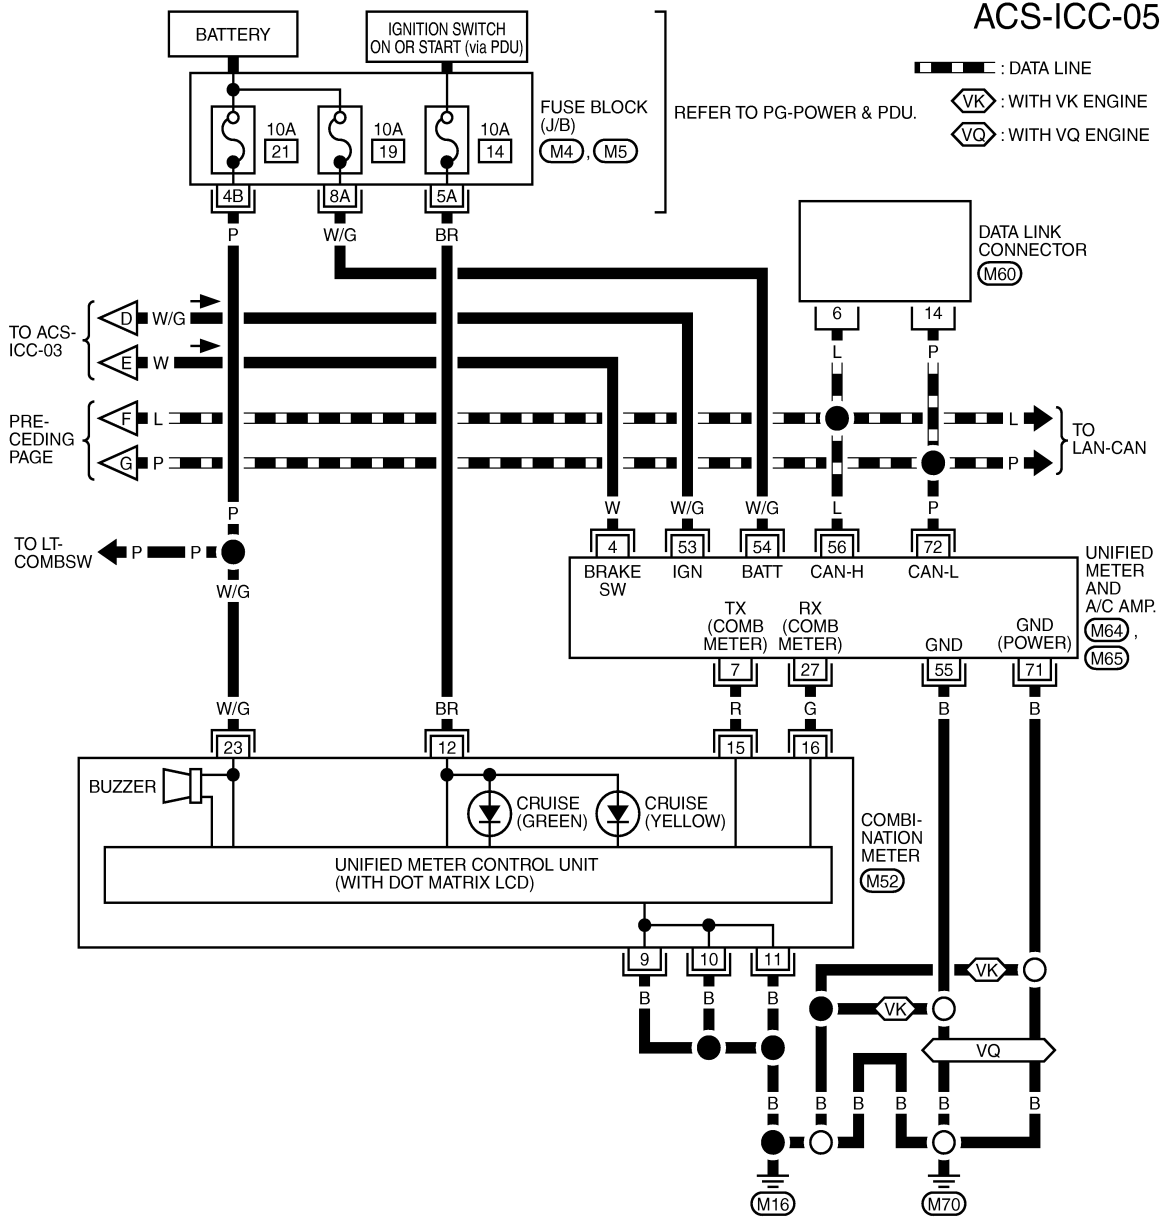 ACS-ICC-05
BATTERY
IGNITION SWITCH
ON OR START (via PDU)
: DATA LINE
VK : WITH VK ENGINE
VQ : WITH VQ ENGINE
10A
21
10A
19
10A
14
FUSE BLOCK
(J/B)
M4 , M5
REFER TO PG-POWER & PDU.
4B
8A
5A
P
W/G
BR
DATA LINK
CONNECTOR
M60
6
14
L
P
TO ACS-
ICC-03
D W/G
E W
PRE-
CEDING
PAGE
F L
G P
L
P
TO
LAN-CAN
P
W
W/G
W/G
L
P
TO LT-
COMBSW
P
P
W/G
4
53
54
56
72
BRAKE
SW
IGN
BATT
CAN-H
CAN-L
TX
(COMB
METER)
RX
(COMB
METER)
GND
GND
(POWER)
UNIFIED
METER
AND
A/C AMP.
M64 ,
M65
7
27
55
71
W/G
BR
R
G
B
B
23
12
15
16
BUZZER
CRUISE
(GREEN)
CRUISE
(YELLOW)
UNIFIED METER CONTROL UNIT
(WITH DOT MATRIX LCD)
COMBI-
NATION
METER
M52
9
10
11
B
B
B
VK
VK
VQ
B
B
B
B
B
B
M16
M70